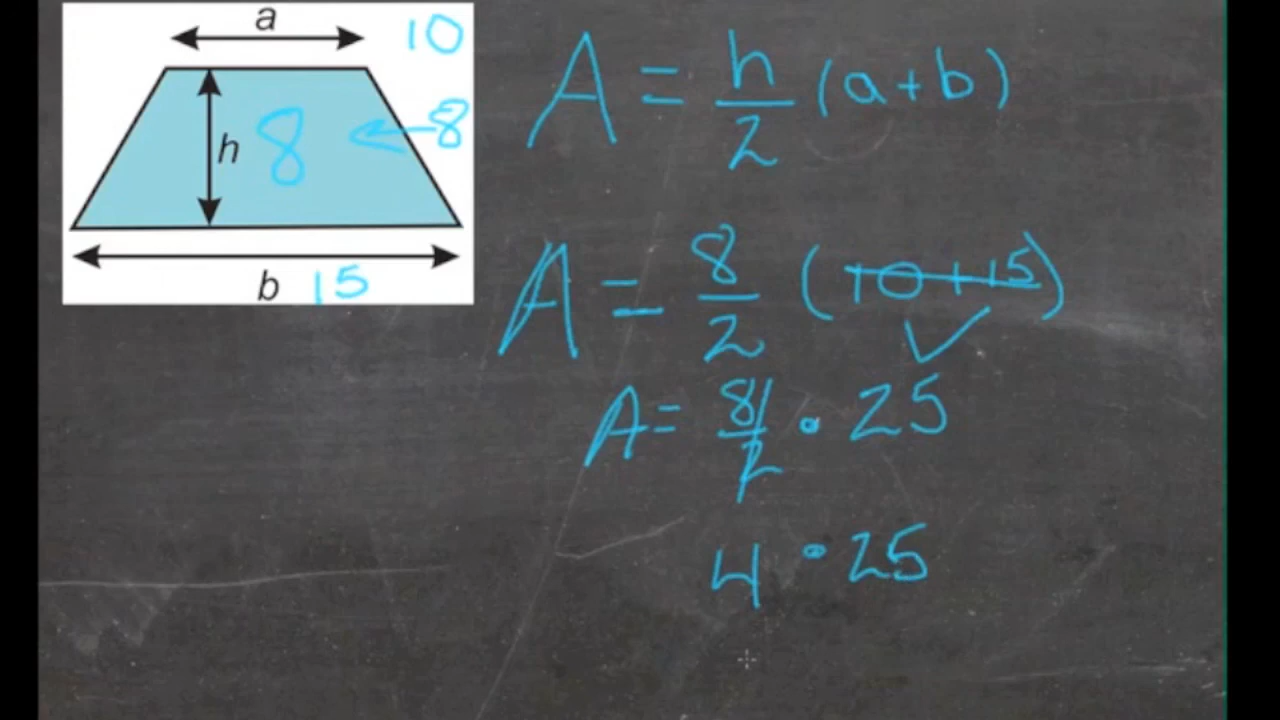 a 10
h 8 8
b 15
A = h/2 (a+b)
A = 8/2 (10+15)
A = 8/2 • 25
4 • 25